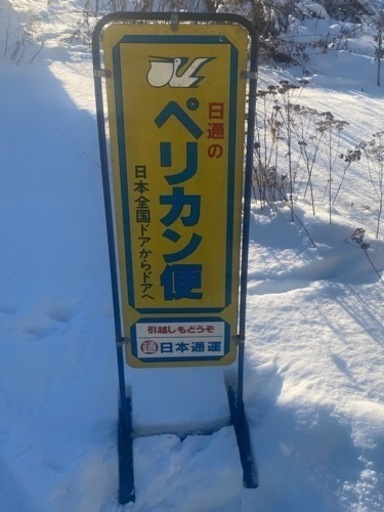 日通の
ペリカン便
日本全国ドアからドアへ
引越しもどうぞ
通日本通運